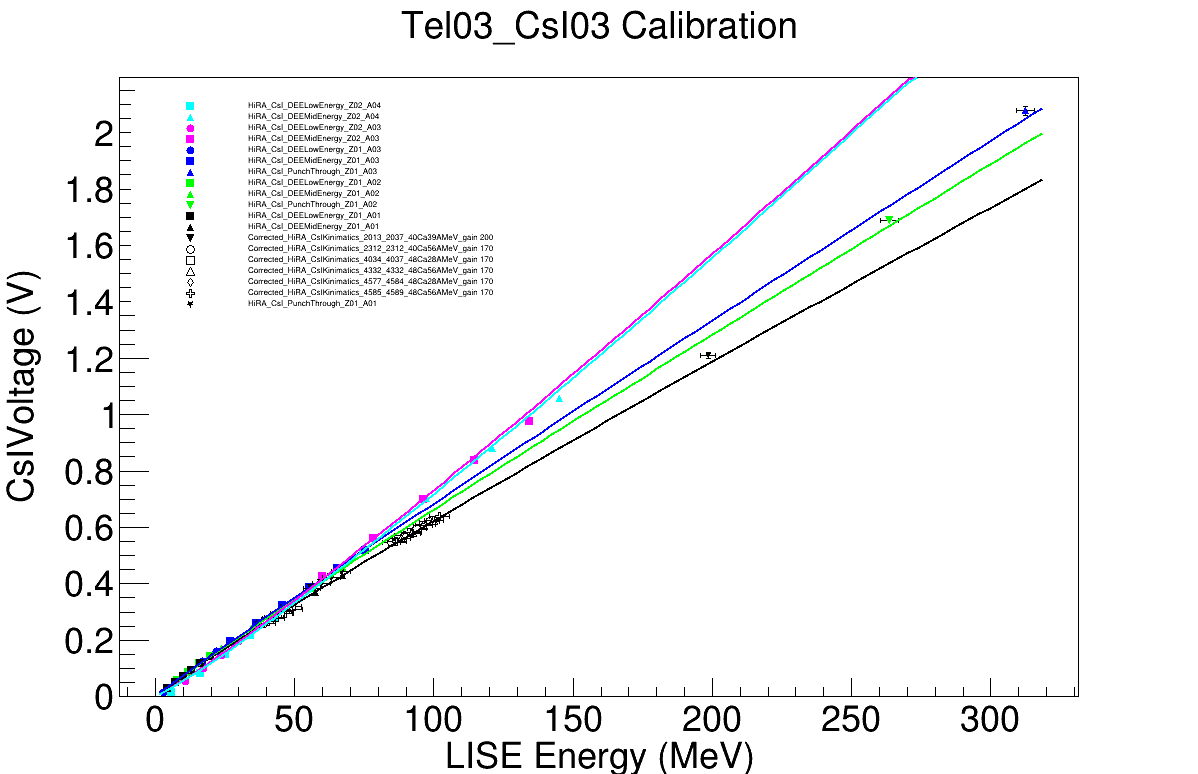 Tel03_CsI03 Calibration
HiRA_CsI_DEELowEnergy_Z02_A04
HiRA_CsI_DEEMidEnergy_Z02_A04
HiRA_CsI_DEELowEnergy_Z02_A03
HiRA_CsI_DEEMidEnergy_Z02_A03
HiRA_CsI_DEELowEnergy_Z01_A03
HiRA_CsI_DEEMidEnergy_Z01_A03
HiRA_CsI_PunchThrough_Z01_A03
HiRA_CsI_DEELowEnergy_Z01_A02
HiRA_CsI_DEEMidEnergy_Z01_A02
HiRA_CsI_PunchThrough_Z01_A02
HiRA_CsI_DEELowEnergy_Z01_A01
HiRA_CsI_DEEMidEnergy_Z01_A01
Corrected_HiRA_CsIKinimatics_2013_2037_40Ca39AMeV_gain 200
Corrected_HiRA_CsIKinimatics_2312_2312_40Ca56AMeV_gain 170
Corrected_HiRA_CsIKinimatics_4034_4037_48Ca28AMeV_gain 170
Corrected_HiRA_CsIKinimatics_4332_4332_48Ca56AMeV_gain 170
Corrected_HiRA_CsIKinimatics_4577_4584_48Ca28AMeV_gain 170
Corrected_HiRA_CsIKinimatics_4585_4589_48Ca56AMeV_gain 170
HiRA_CsI_PunchThrough_Z01_A01
CsIVoltage (V)
2
1.8
1.6
1.4
1.2
1
0.8
0.6
0.4
0.2
0
0 50 100 150 200 250 300
LISE Energy (MeV)